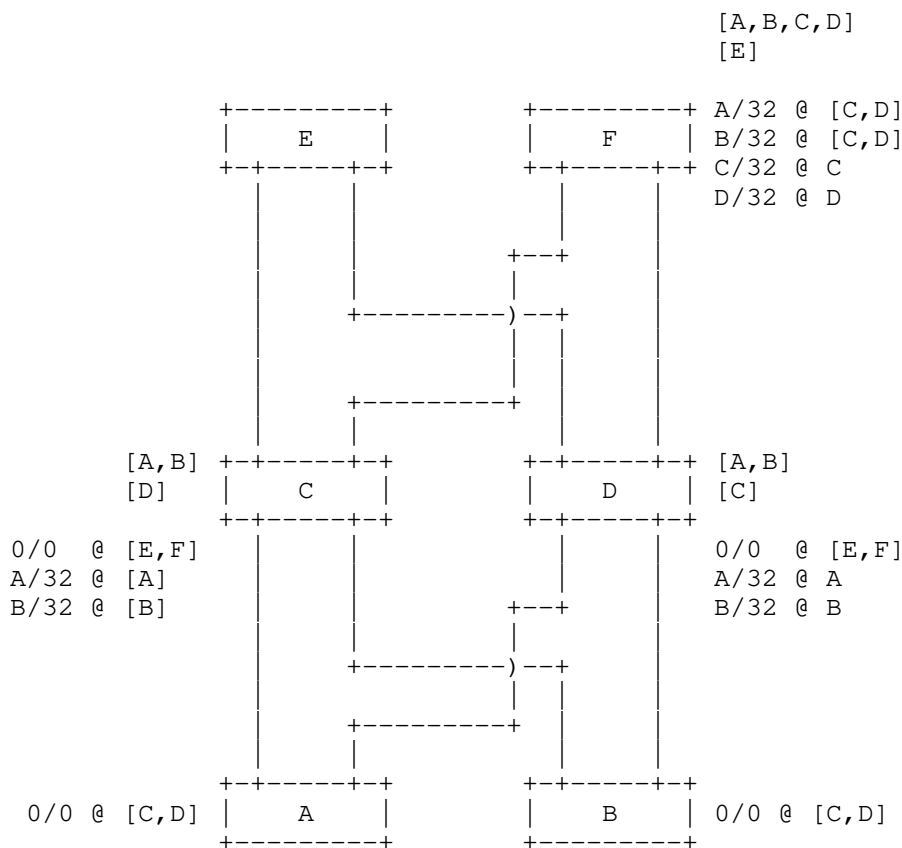 [A,B,C,D]
[E]
A/32 @ [C,D]
E F B/32 @ [C,D]
C/32 @ C
D/32 @ D
[A,B] [A,B]
[D] C D [C]
0/0 @ [E,F] 0/0 @ [E,F]
A/32 @ [A] A/32 @ A
B/32 @ [B] B/32 @ B
0/0 @ [C,D] A B 0/0 @ [C,D]